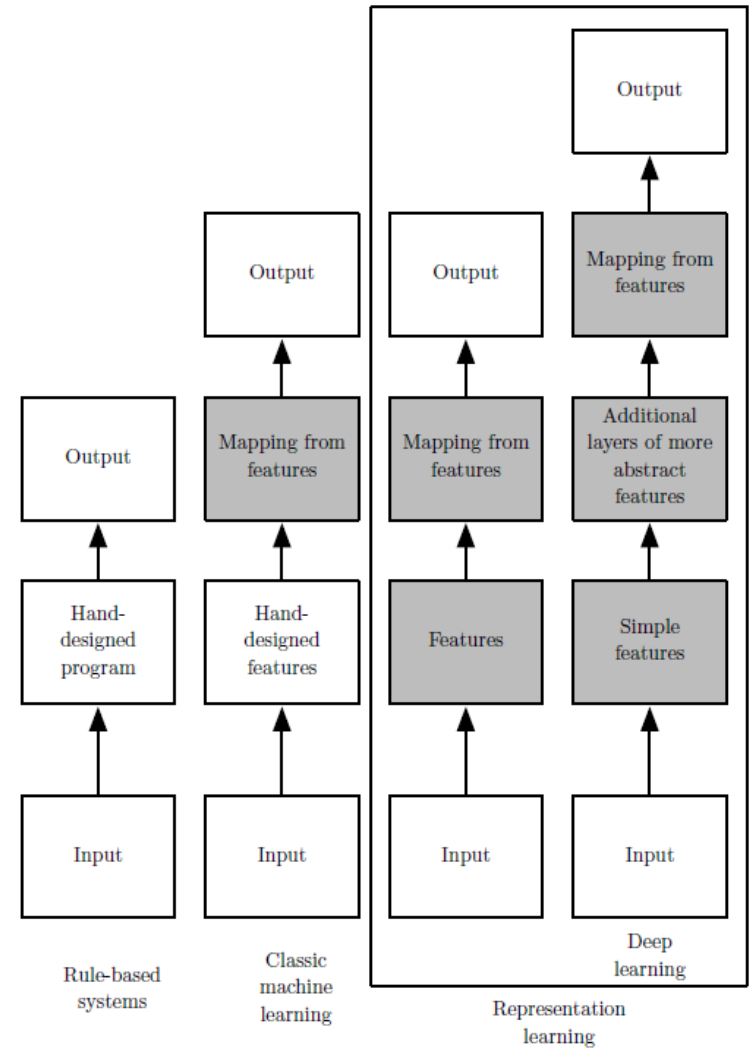 Output
Output
Output
Mapping from
features
Output
Mapping from
features
Mapping from
features
Additional
layers of more
abstract
features
Hand-
designed
program
Hand-
designed
features
Features
Simple
features
Input
Input
Input
Input
Rule-based
systems
Classic
machine
learning
Deep
learning
Representation
learning